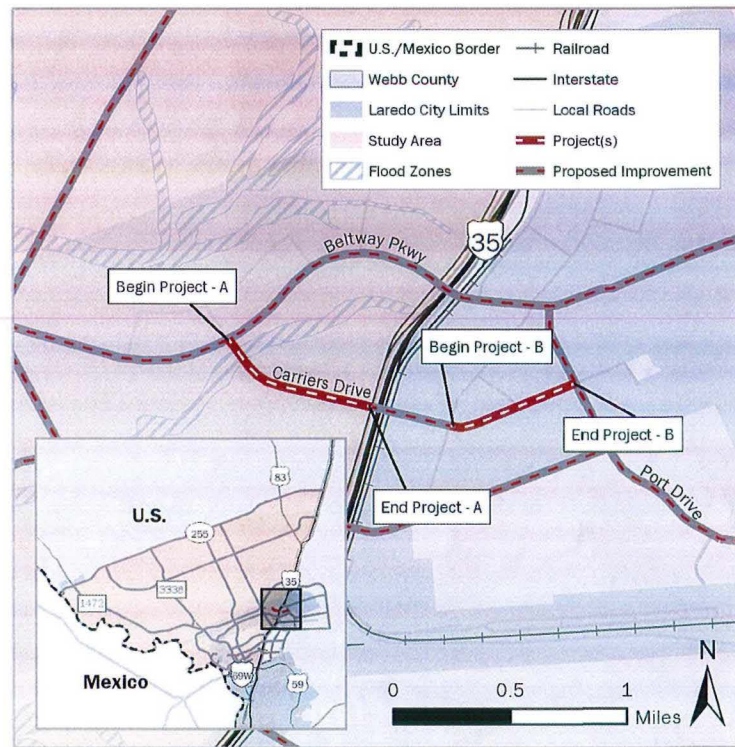 U.S./Mexico Border
Railroad
Webb County
Interstate
Laredo City Limits
Local Roads
Study Area
Project(s)
Flood Zones
Proposed Improvement
35
Beltway Pkwy
Begin Project - A
Begin Project - B
Carriers Drive
End Project - B
End Project - A
Port Drive
83
U.S.
255
35
3338
1472
69W
59
Mexico
N
0 0.5 1
Miles